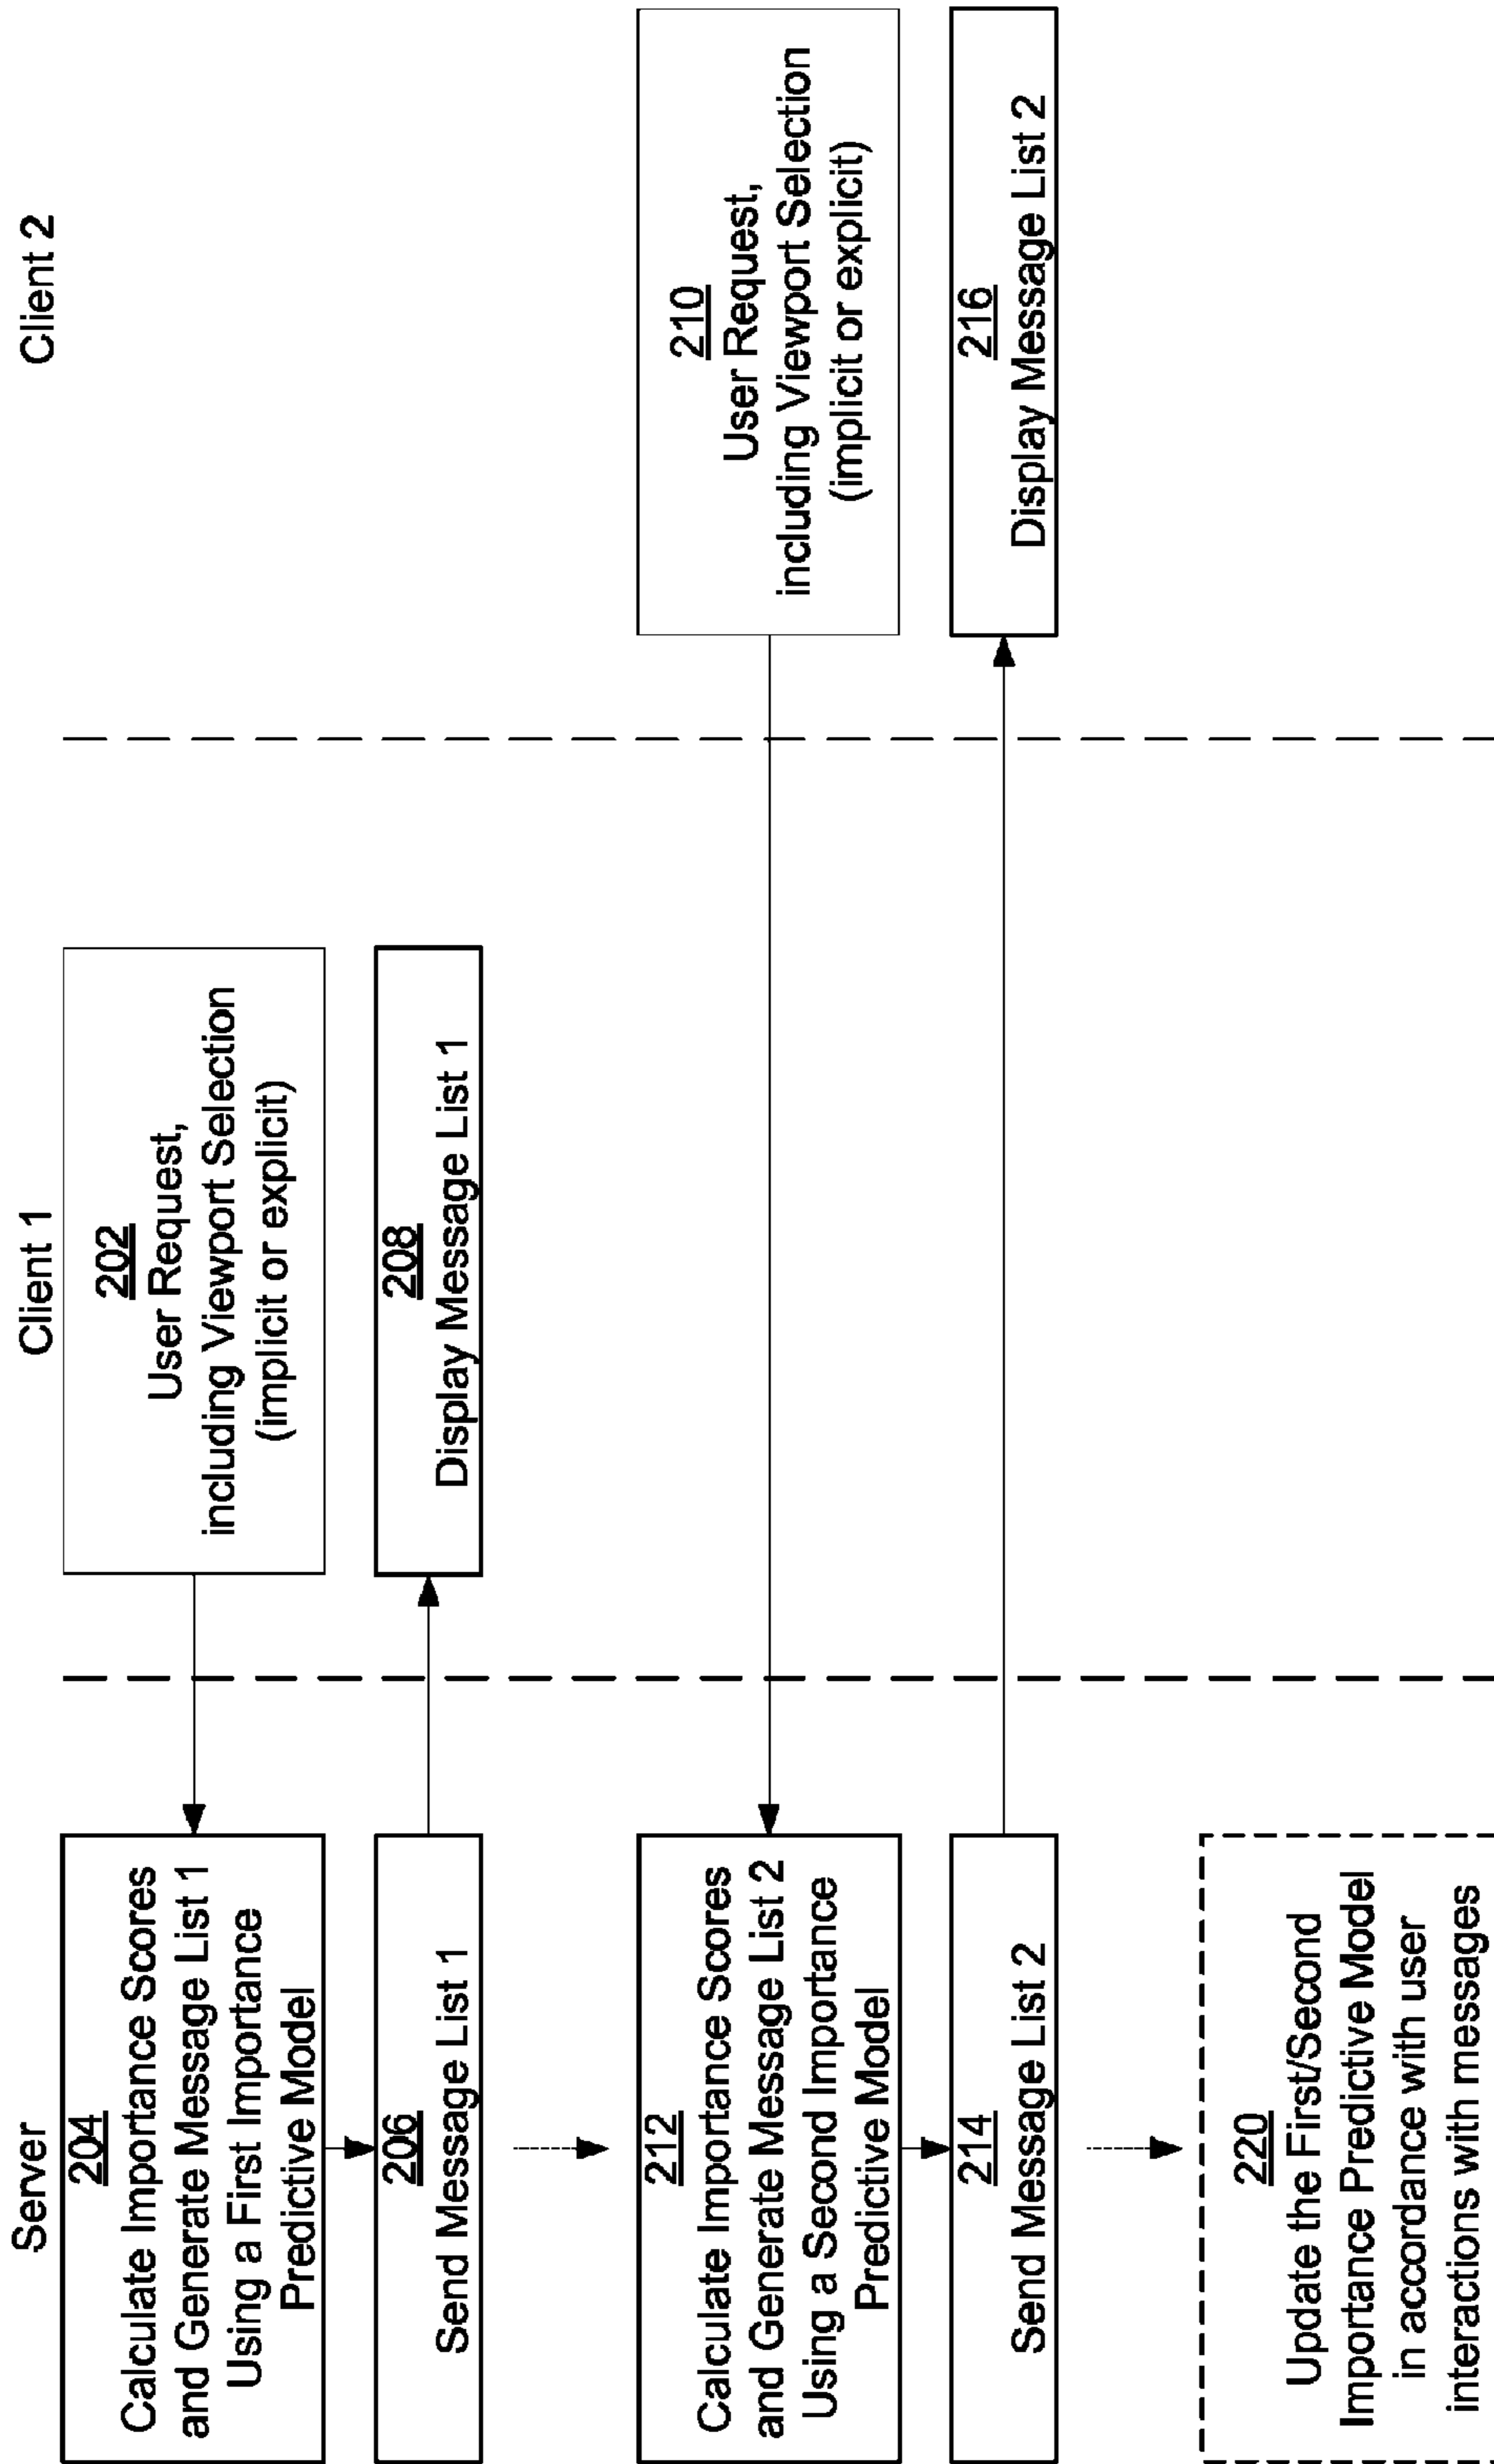 Server
Client 1
Client 2
202
User Request,
including Viewport Selection
(implicit or explicit)
204
Calculate Importance Scores
and Generate Message List 1
Using a First Importance
Predictive Model
206
Send Message List 1
208
Display Message List 1
210
User Request,
including Viewport Selection
(implicit or explicit)
212
Calculate Importance Scores
and Generate Message List 2
Using a Second Importance
Predictive Model
214
Send Message List 2
216
Display Message List 2
220
Update the First/Second
Importance Predictive Model
in accordance with user
interactions with messages